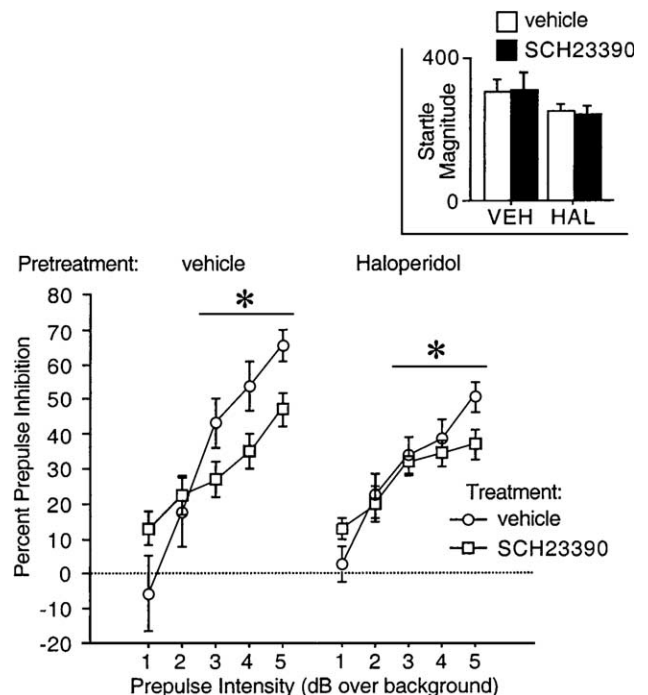 vehicle
SCH23390
400
Startle
Magnitude
0
VEH HAL
Pretreatment: vehicle Haloperidol
Percent Prepulse Inhibition
80
70
60
50
40
30
20
10
0
-10
-20
*
*
Treatment:
vehicle
SCH23390
1 2 3 4 5 1 2 3 4 5
Prepulse Intensity (dB over background)